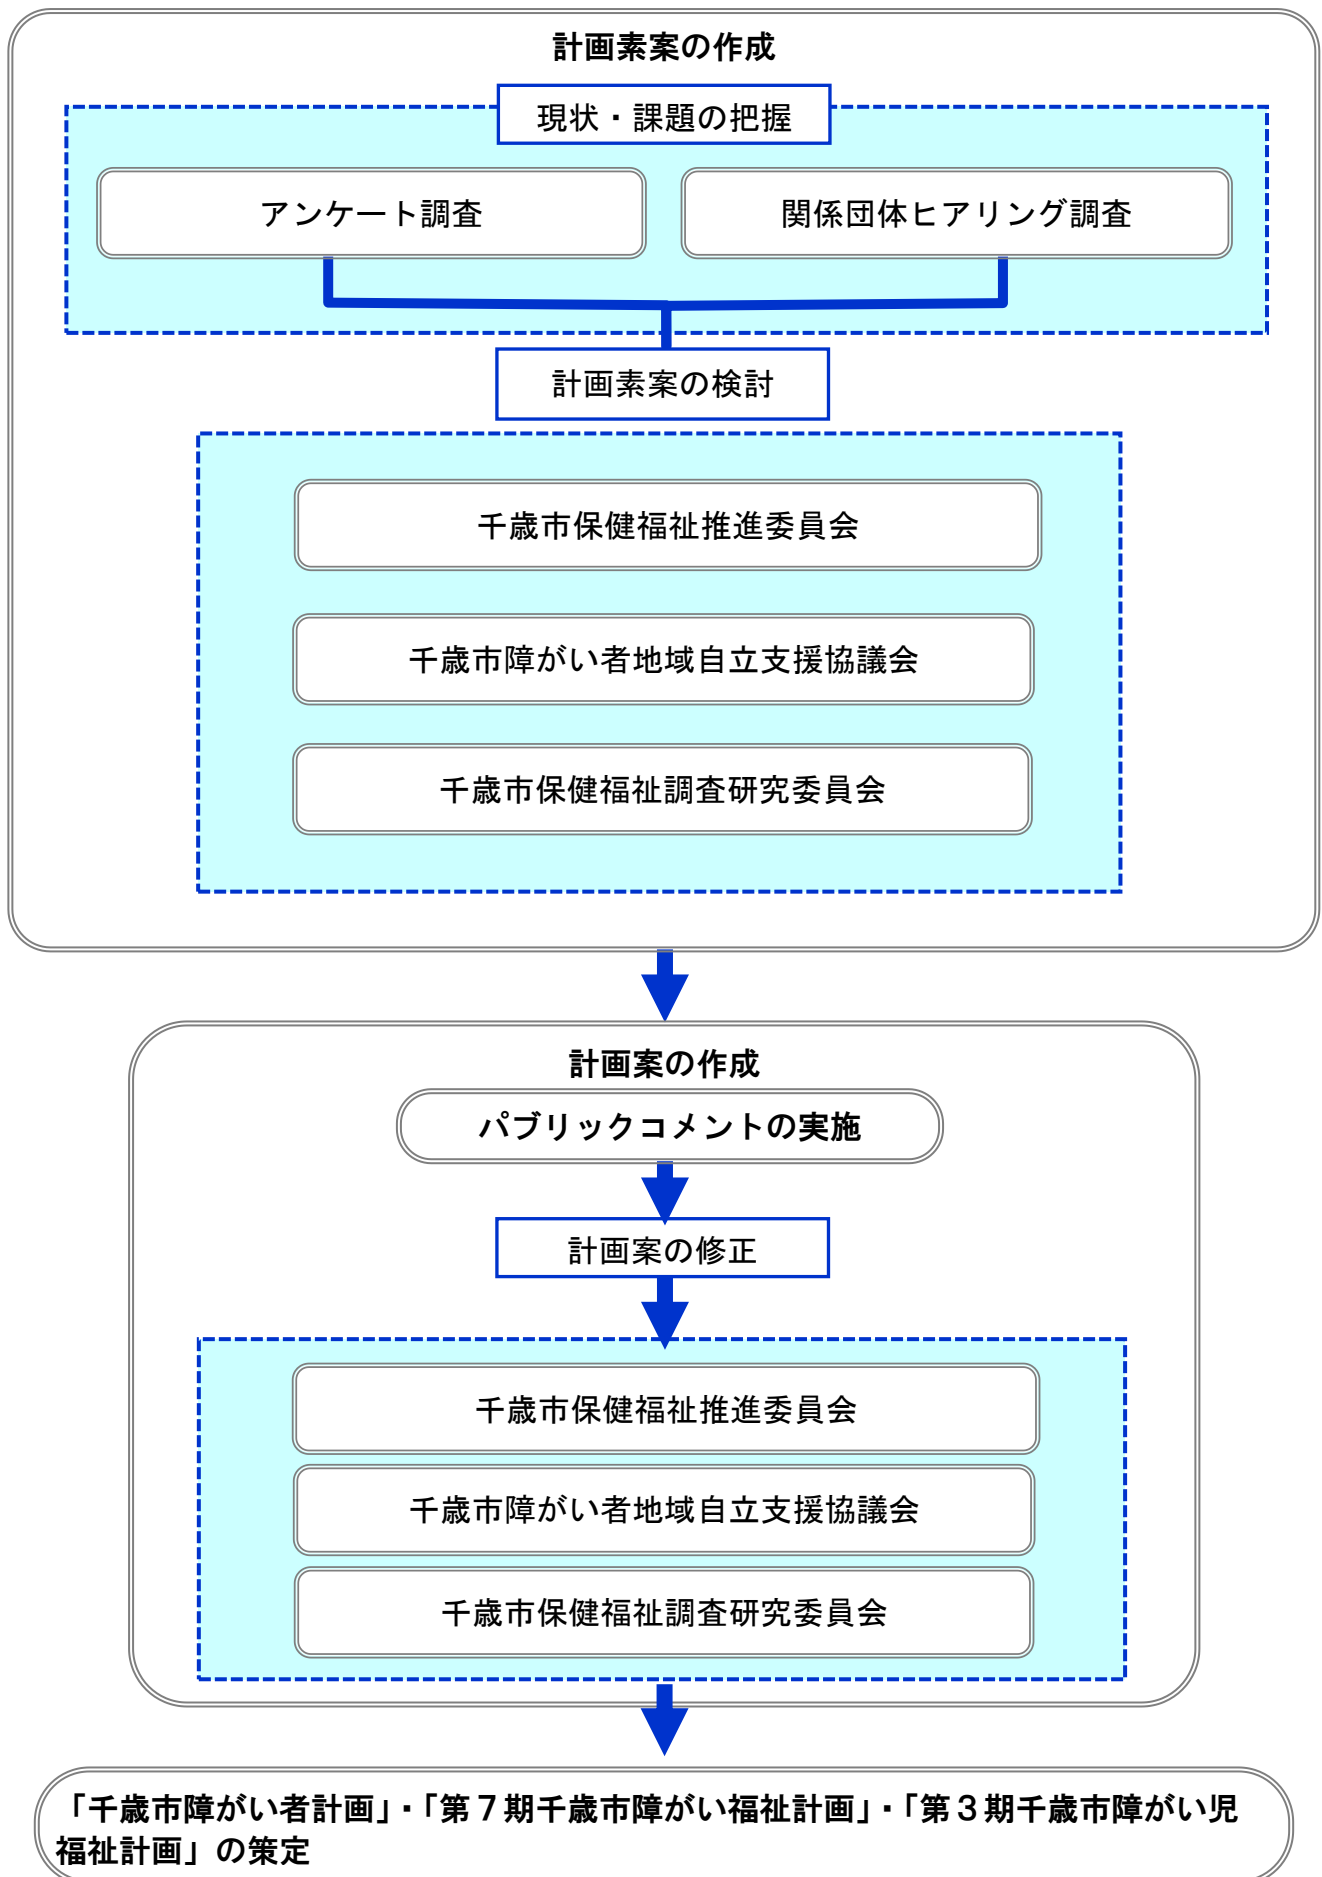 計画素案の作成
現状・課題の把握
アンケート調査
関係団体ヒアリング調査
計画素案の検討
千歳市保健福祉推進委員会
千歳市障がい者地域自立支援協議会
千歳市保健福祉調査研究委員会
計画案の作成
パブリックコメントの実施
計画案の修正
千歳市保健福祉推進委員会
千歳市障がい者地域自立支援協議会
千歳市保健福祉調査研究委員会
「千歳市障がい者計画」・「第７期千歳市障がい福祉計画」・「第３期千歳市障がい児
福祉計画」の策定